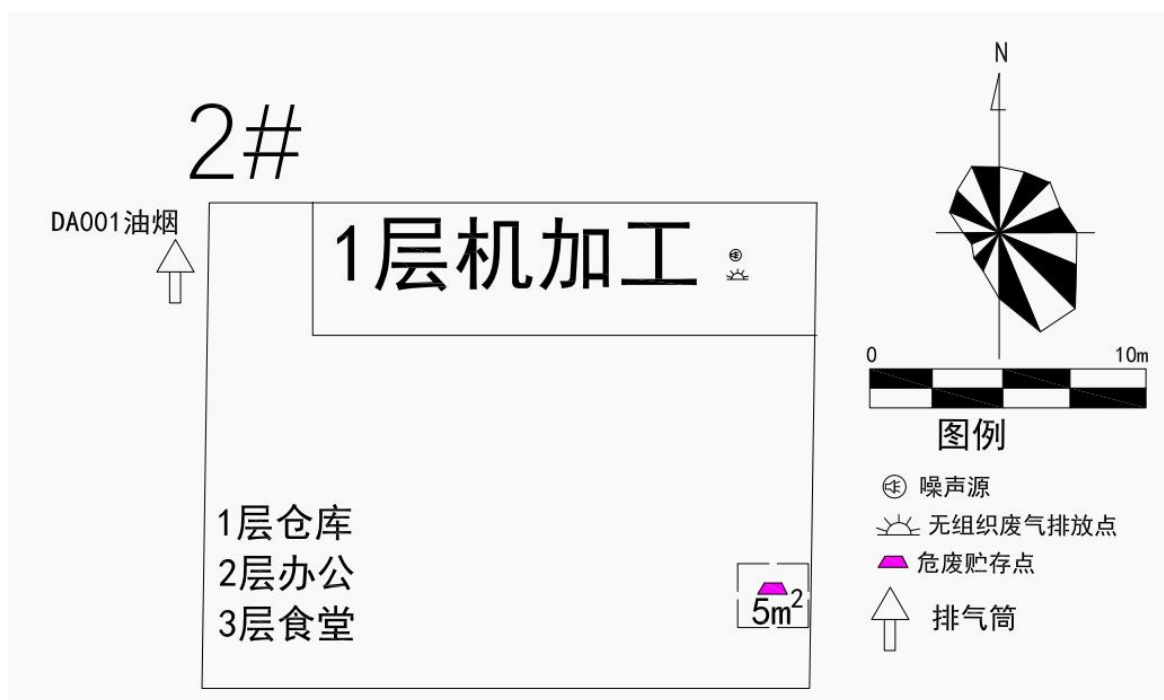 N
2#
DA001油烟
1层机加工
0 10m
图例
噪声源
无组织废气排放点
危废贮存点
排气筒
1层仓库
2层办公
3层食堂
5m²